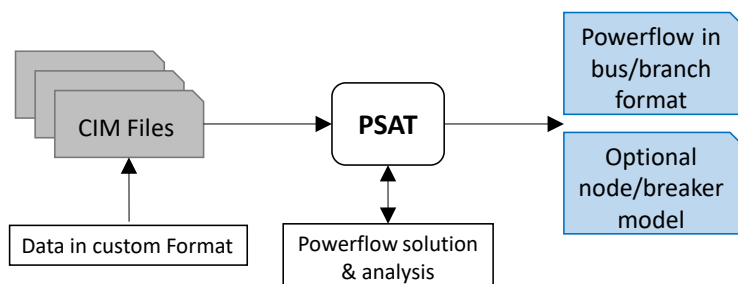 CIM Files
Data in custom Format
PSAT
Powerflow solution
& analysis
Powerflow in
bus/branch
format
Optional
node/breaker
model